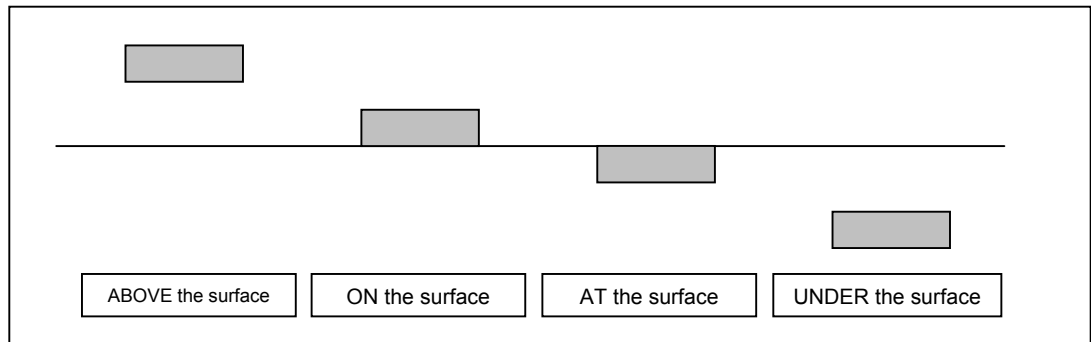 ABOVE the surface
ON the surface
AT the surface
UNDER the surface